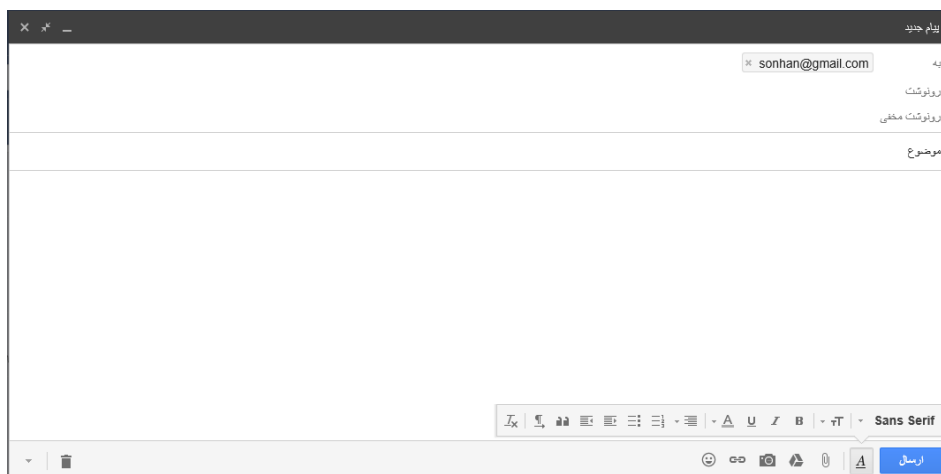 پیام جدید
به sonhan@gmail.com
رونوشت
رونوشت مخفی
موضوع
Sans Serif
ارسال